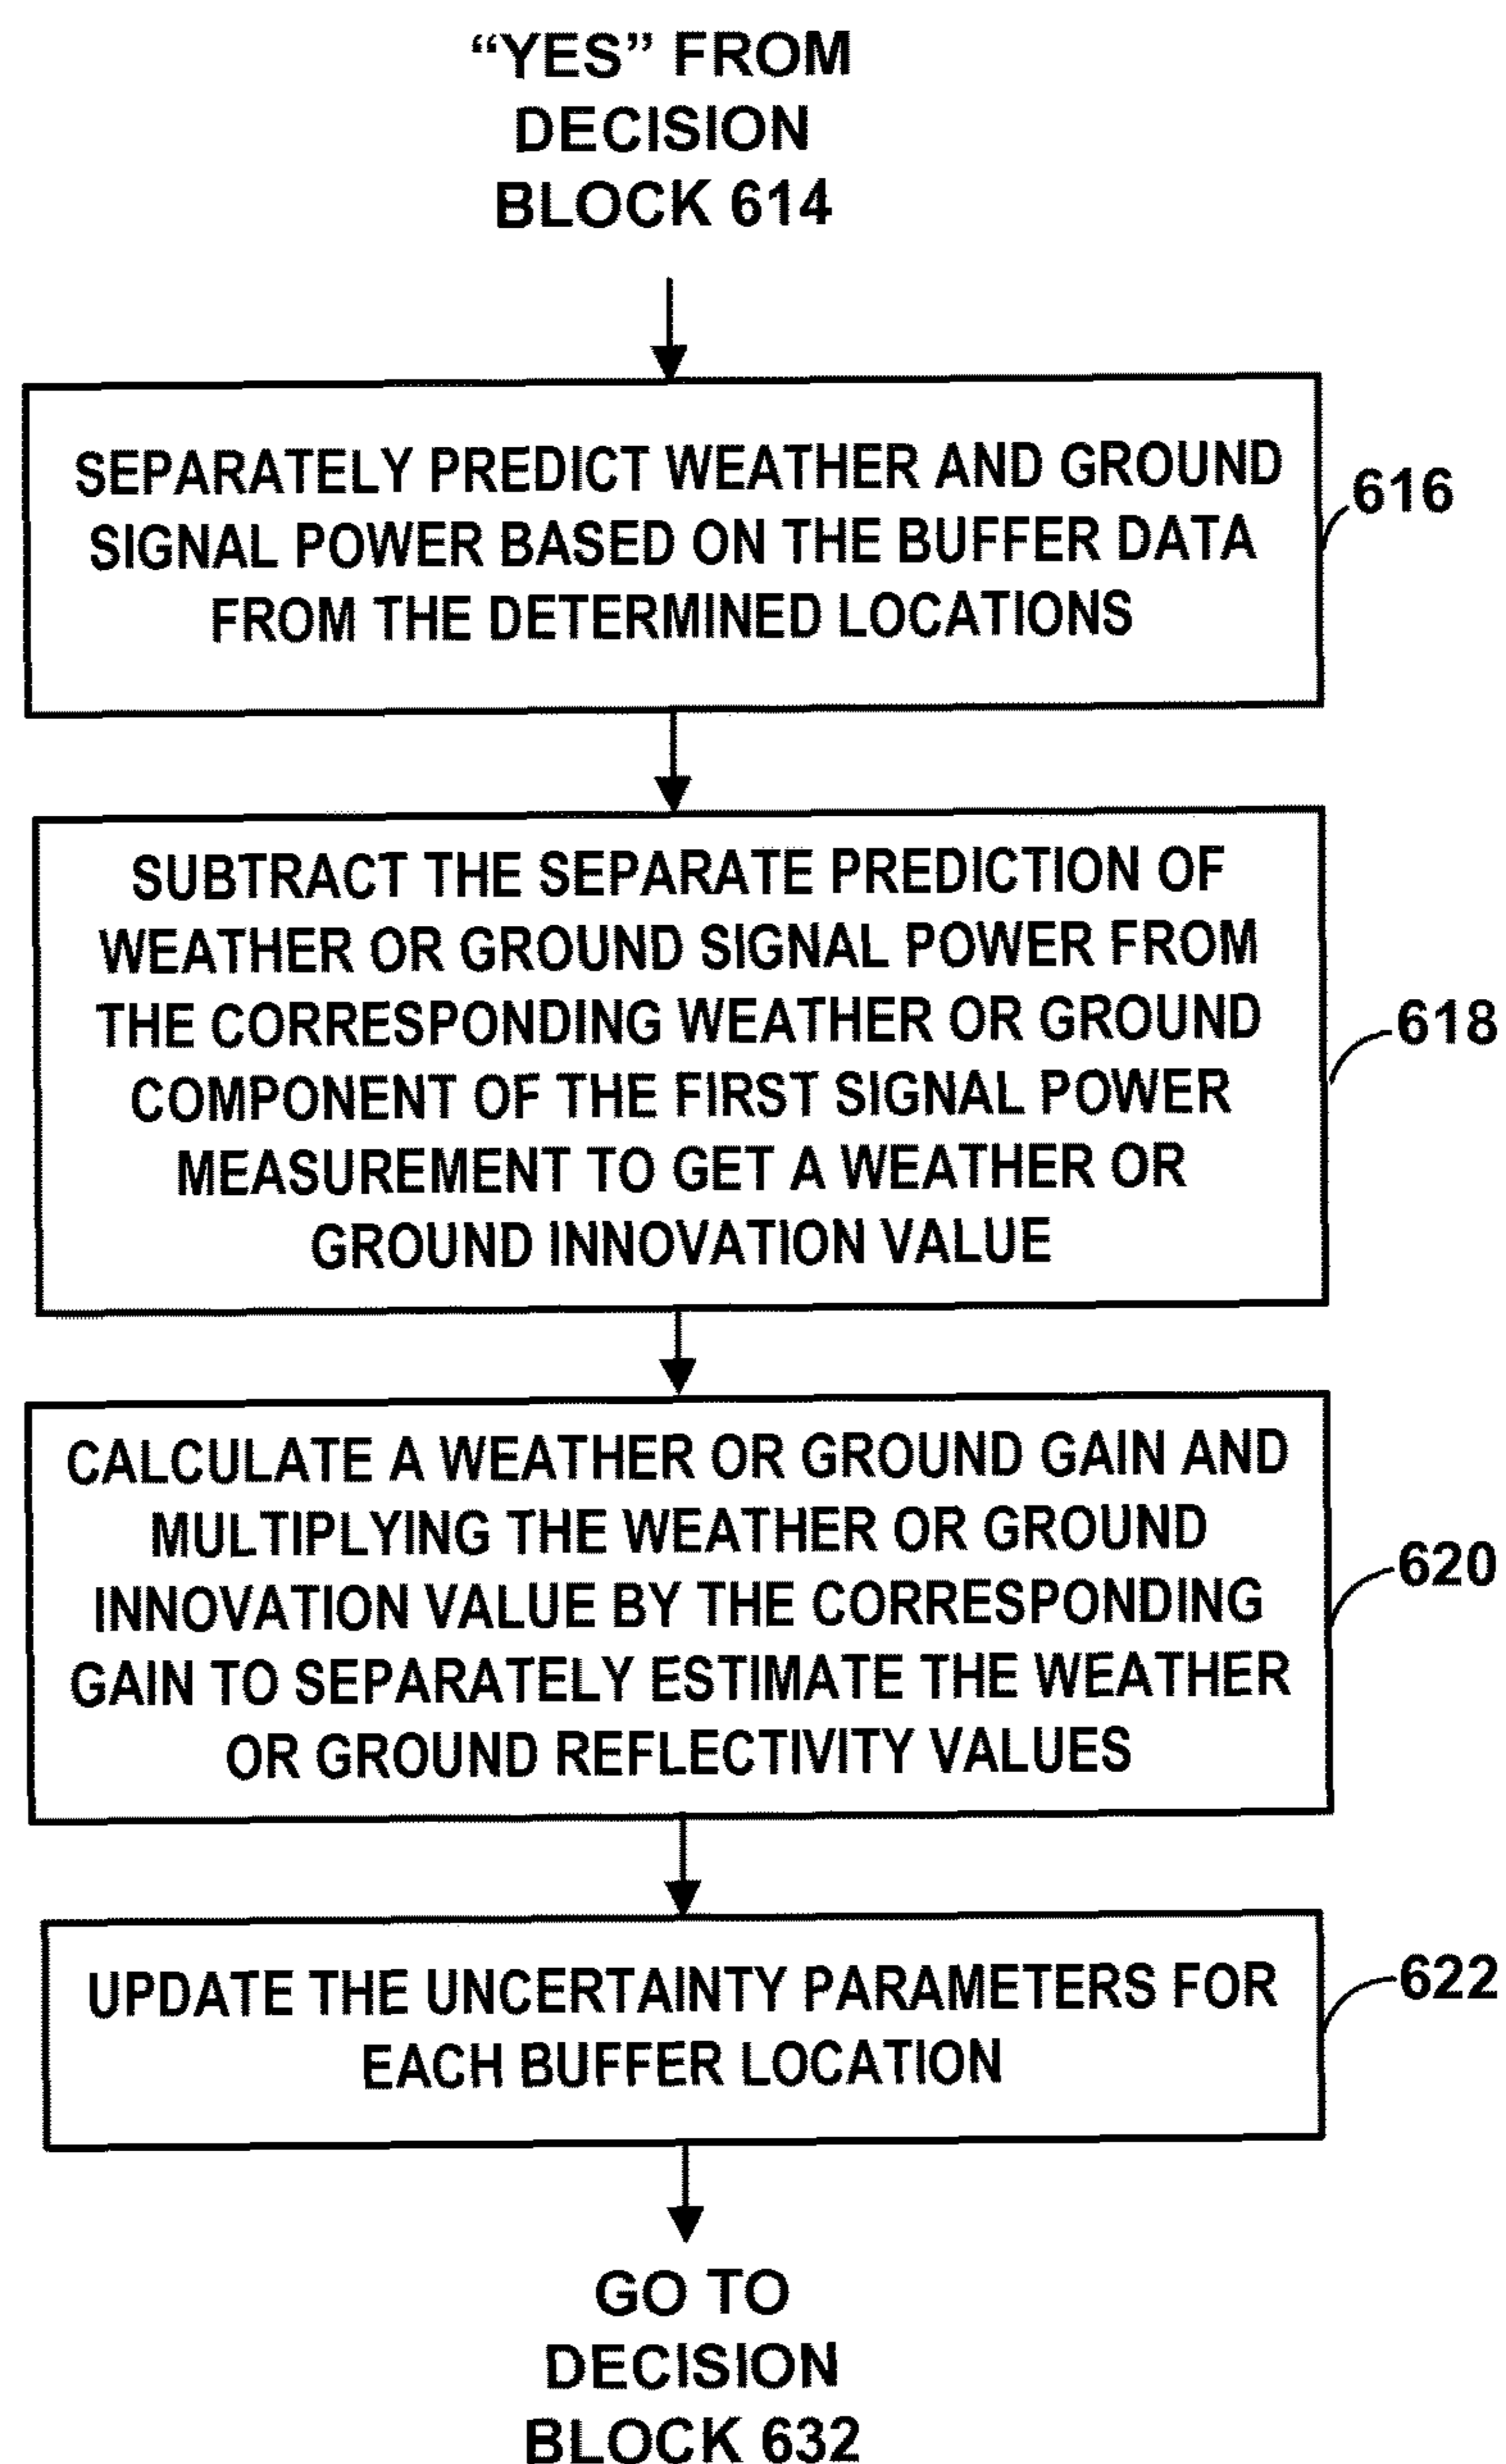 “YES” FROM
DECISION
BLOCK 614
SEPARATELY PREDICT WEATHER AND GROUND
SIGNAL POWER BASED ON THE BUFFER DATA
FROM THE DETERMINED LOCATIONS
616
SUBTRACT THE SEPARATE PREDICTION OF
WEATHER OR GROUND SIGNAL POWER FROM
THE CORRESPONDING WEATHER OR GROUND
COMPONENT OF THE FIRST SIGNAL POWER
MEASUREMENT TO GET A WEATHER OR
GROUND INNOVATION VALUE
618
CALCULATE A WEATHER OR GROUND GAIN AND
MULTIPLYING THE WEATHER OR GROUND
INNOVATION VALUE BY THE CORRESPONDING
GAIN TO SEPARATELY ESTIMATE THE WEATHER
OR GROUND REFLECTIVITY VALUES
620
UPDATE THE UNCERTAINTY PARAMETERS FOR
EACH BUFFER LOCATION
622
GO TO
DECISION
BLOCK 632